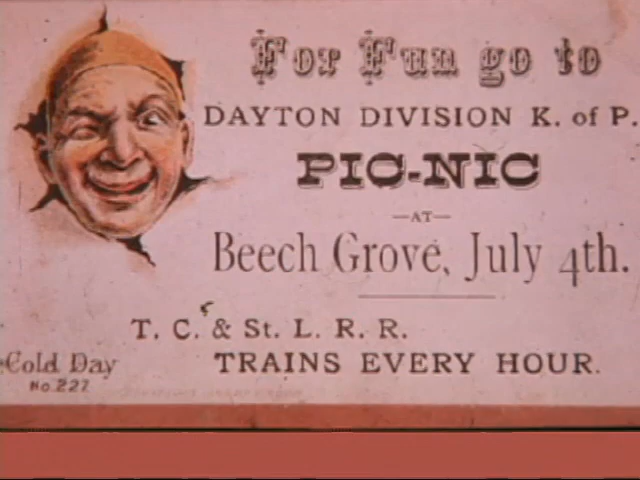 For Fun go to
DAYTON DIVISION K. of P.
PIC-NIC
—AT—
Beech Grove, July 4th.
T. C. & St. L. R. R.
Cold Day
TRAINS EVERY HOUR.
No. 227